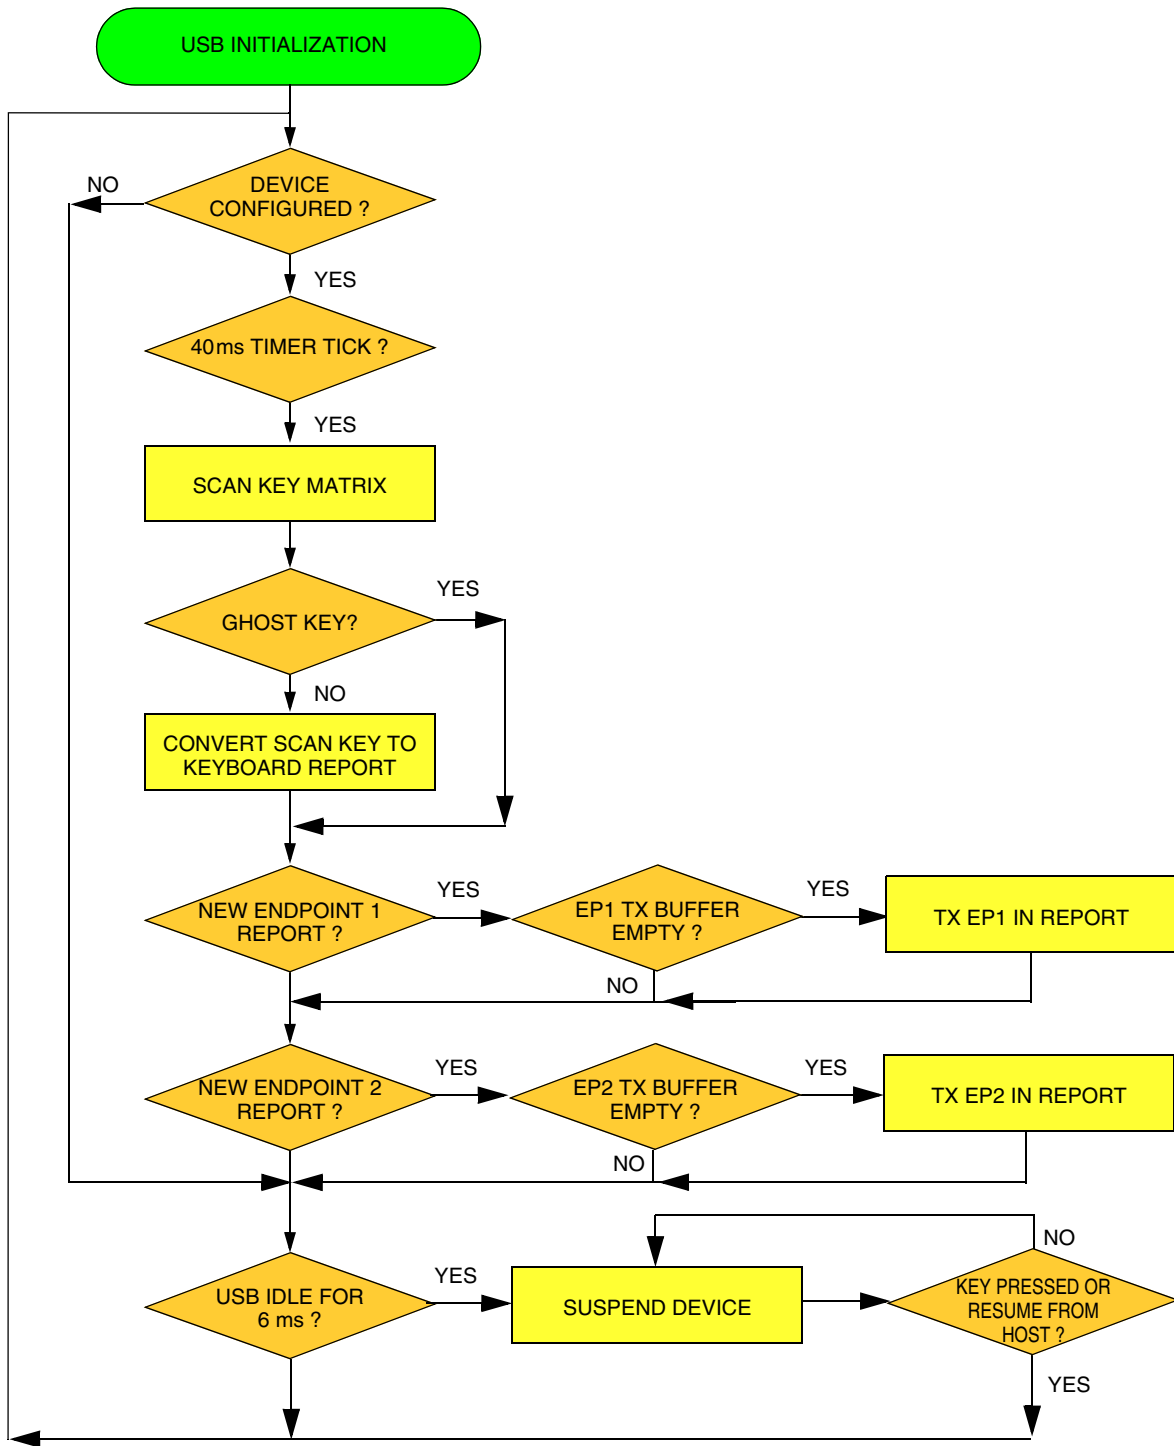 USB INITIALIZATION
NO
DEVICE
CONFIGURED ?
YES
40ms TIMER TICK ?
YES
SCAN KEY MATRIX
YES
GHOST KEY?
NO
CONVERT SCAN KEY TO
KEYBOARD REPORT
NEW ENDPOINT 1
REPORT ?
YES
EP1 TX BUFFER
EMPTY ?
YES
TX EP1 IN REPORT
NO
NEW ENDPOINT 2
REPORT ?
YES
EP2 TX BUFFER
EMPTY ?
YES
TX EP2 IN REPORT
NO
USB IDLE FOR
6 ms ?
YES
SUSPEND DEVICE
NO
KEY PRESSED OR
RESUME FROM
HOST ?
YES